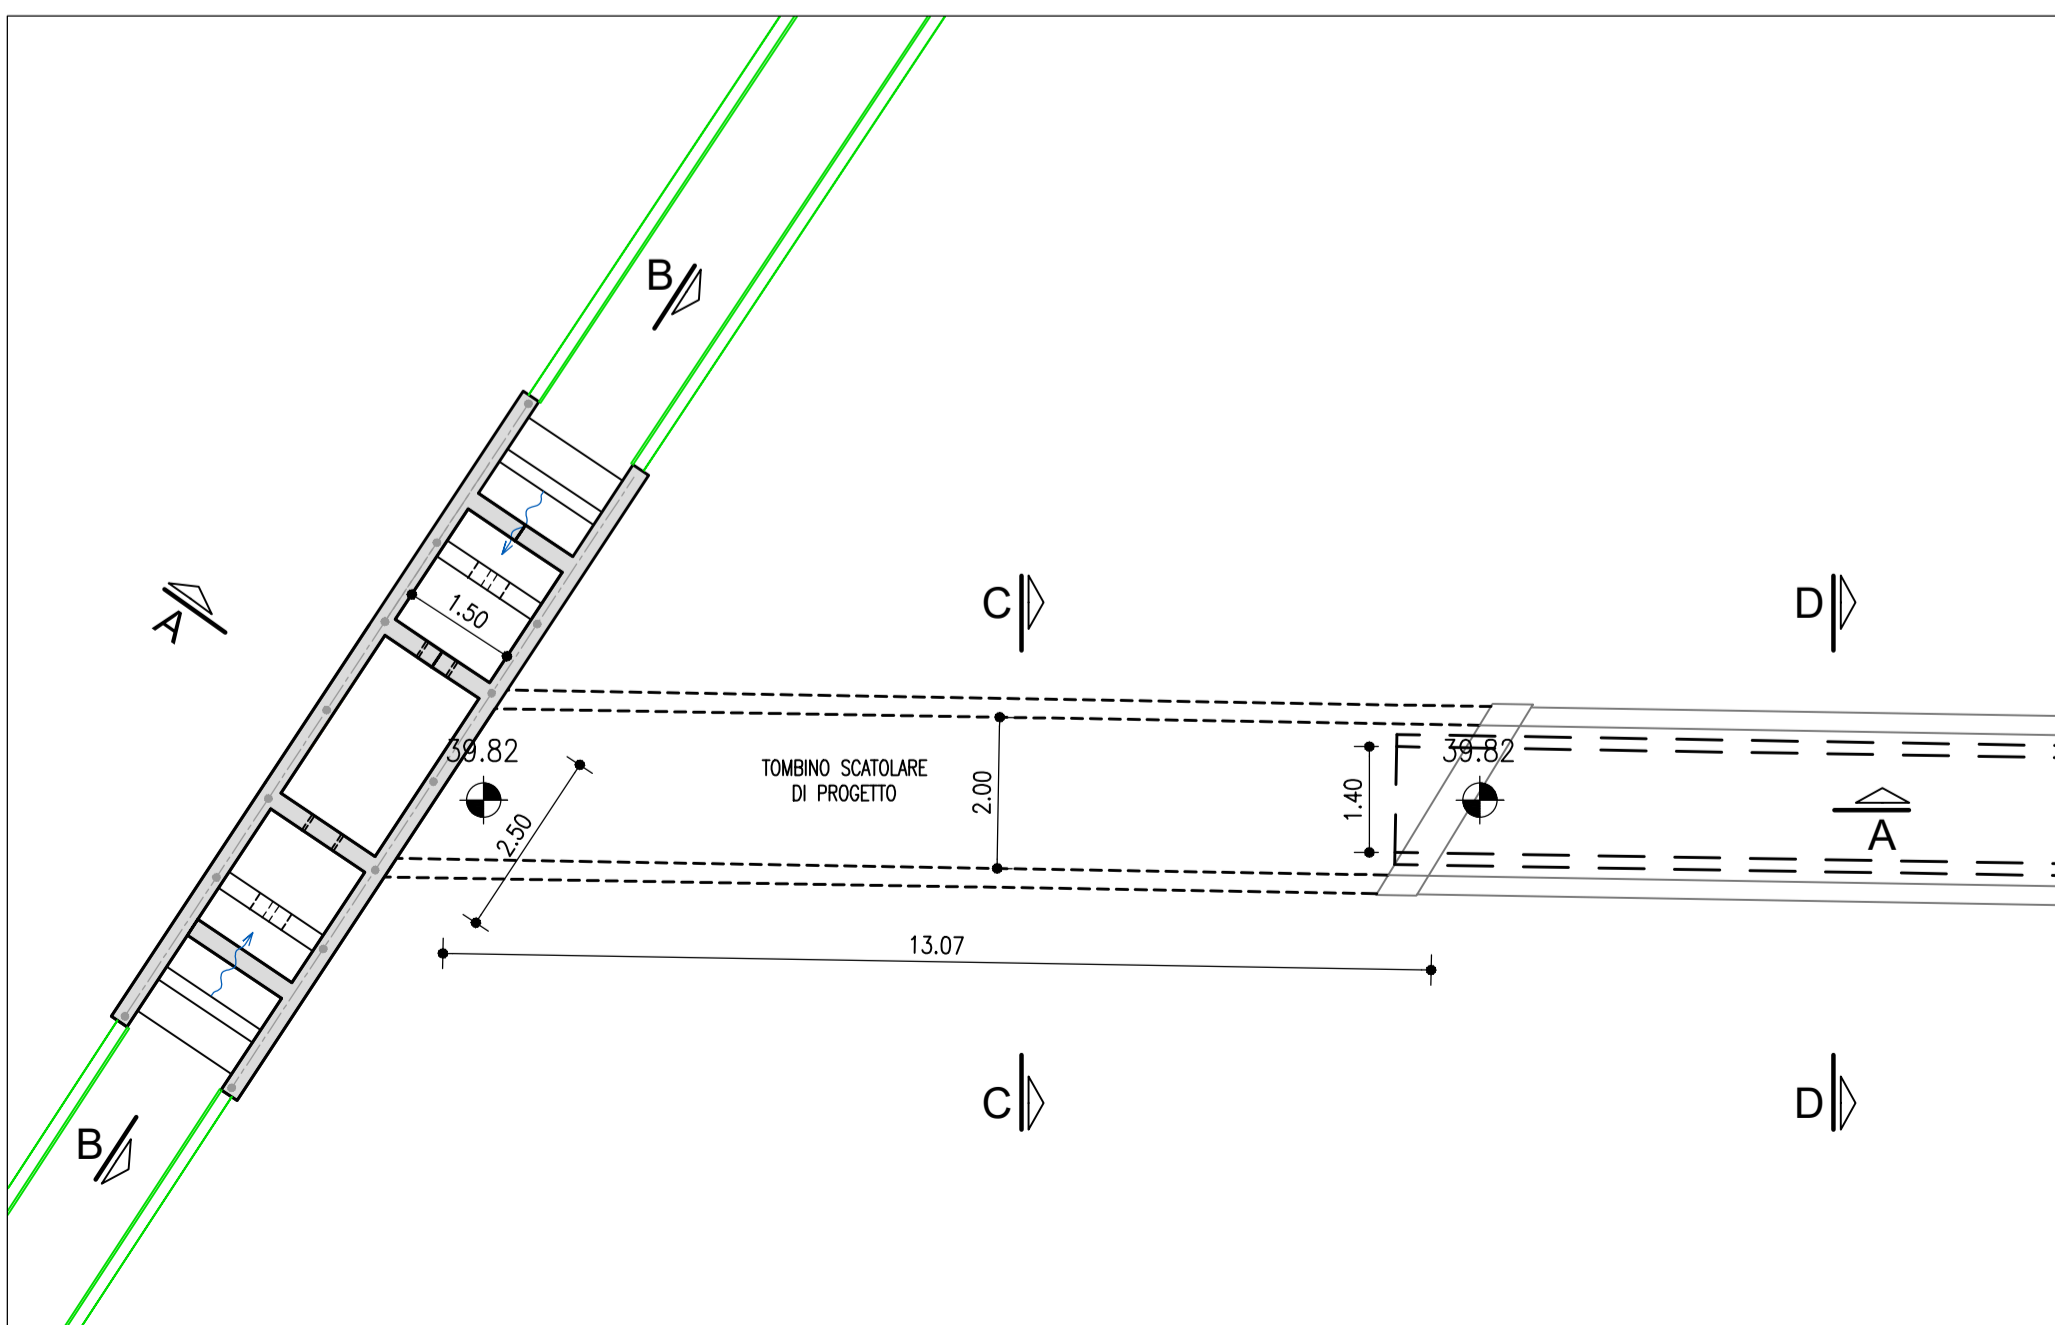 B
A
1.50
C
D
39.82
TOMBINO SCATOLARE
DI PROGETTO
2.00
1.40
39.82
A
2.50
13.07
B
C
D